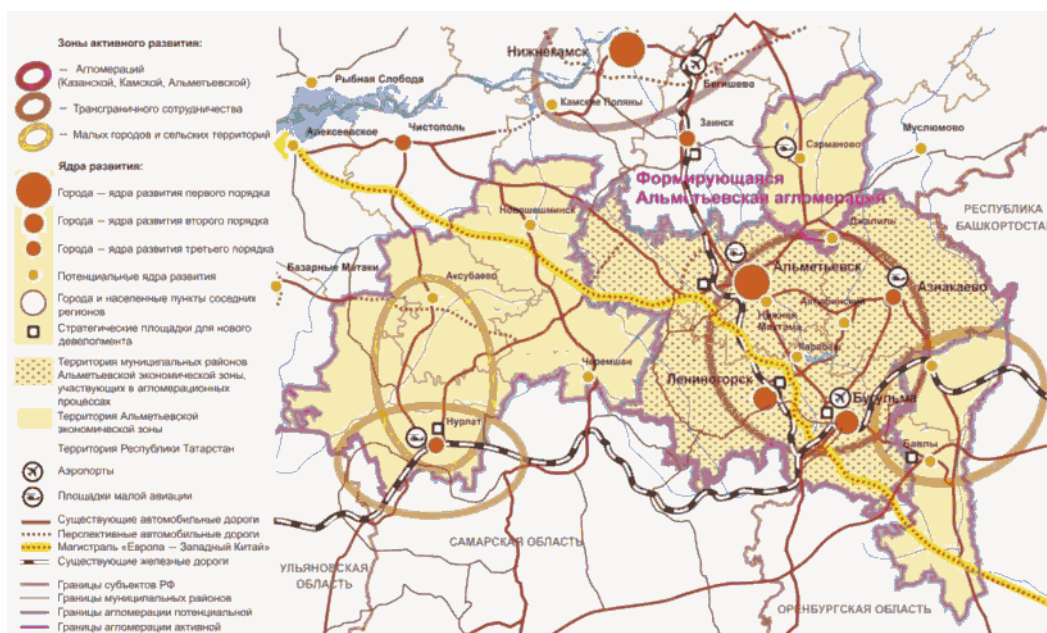 Зоны активного развития:
— Агломераций
(Казанской, Камской, Альметьевской)
— Трансграничного сотрудничества
-- Малых городов и сельских территорий
Ядра развития:
Города — ядра развития первого порядка
Города — ядра развития второго порядка
Города — ядра развития третьего порядка
Потенциальные ядра развития
Города и населенные пункты соседних
регионов
Стратегические площадки для нового
девелопмента
Территория муниципальных районов
Альметьевской экономической зоны,
участвующих в агломерационных
процессах
Территория Альметьевской
экономической зоны
Территория Республики Татарстан
Аэропорты
Площадки малой авиации
Существующие автомобильные дороги
Перспективные автомобильные дороги
Магистраль «Европа — Западный Китай»
Существующие железные дороги
Границы субъектов РФ
Границы муниципальных районов
Границы агломерации потенциальной
Границы агломерации активной
Нижнекамск
Рыбная Слобода
Бегишево
Камские Поляны
Алексеевское
Чистополь
Заинск
Сарманово
Муслюмово
Формирующаяся
Альметьевская агломерация
Новошешминск
Джалиль
РЕСПУБЛИКА
БАШКОРТОСТАН
Базарные Матаки
Аксубаево
Альметьевск
Азнакаево
Актюбинский
Нижняя
Мактама
Карабаш
Черемшан
Лениногорск
Бугульма
Нурлат
Бавлы
САМАРСКАЯ ОБЛАСТЬ
УЛЬЯНОВСКАЯ
ОБЛАСТЬ
ОРЕНБУРГСКАЯ ОБЛАСТЬ